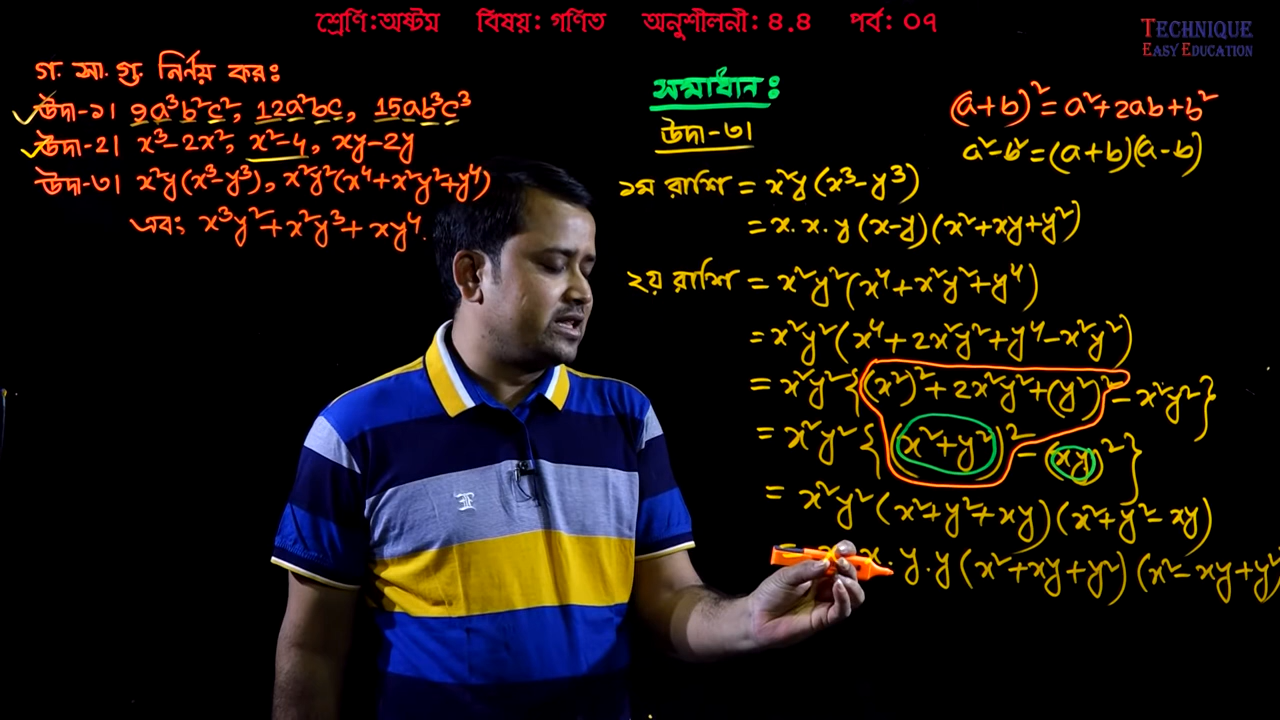 শ্রেণি:অষ্টম বিষয়: গণিত অনুশীলনী: ৪.৪ পর্ব: ০৭
TECHNIQUE
EASY EDUCATION
গ. সা. গু. নির্ণয় কর:
উদা-১। 9a³b²c², 12a²bc, 15ab³c³
উদা-2। x³-2x², x²-4, xy-2y
উদা-৩। x²y(x³-y³), x²y²(x⁴+x²y²+y⁴)
এবং x³y²+x²y³+xy⁴.
সমাধান:
উদা-৩।
(a+b)²=a²+2ab+b²
a²-b²=(a+b)(a-b)
১ম রাশি = x²y(x³-y³)
= x.x.y(x-y)(x²+xy+y²)
২য় রাশি = x²y²(x⁴+x²y²+y⁴)
= x²y²(x⁴+2x²y²+y⁴-x²y²)
= x²y²{(x²)²+2x²y²+(y²)²-x²y²}
= x²y²{(x²+y²)²-(xy)²}
= x²y²(x²+y²+xy)(x²+y²-xy)
= x.y.y(x²+xy+y²)(x²-xy+y²